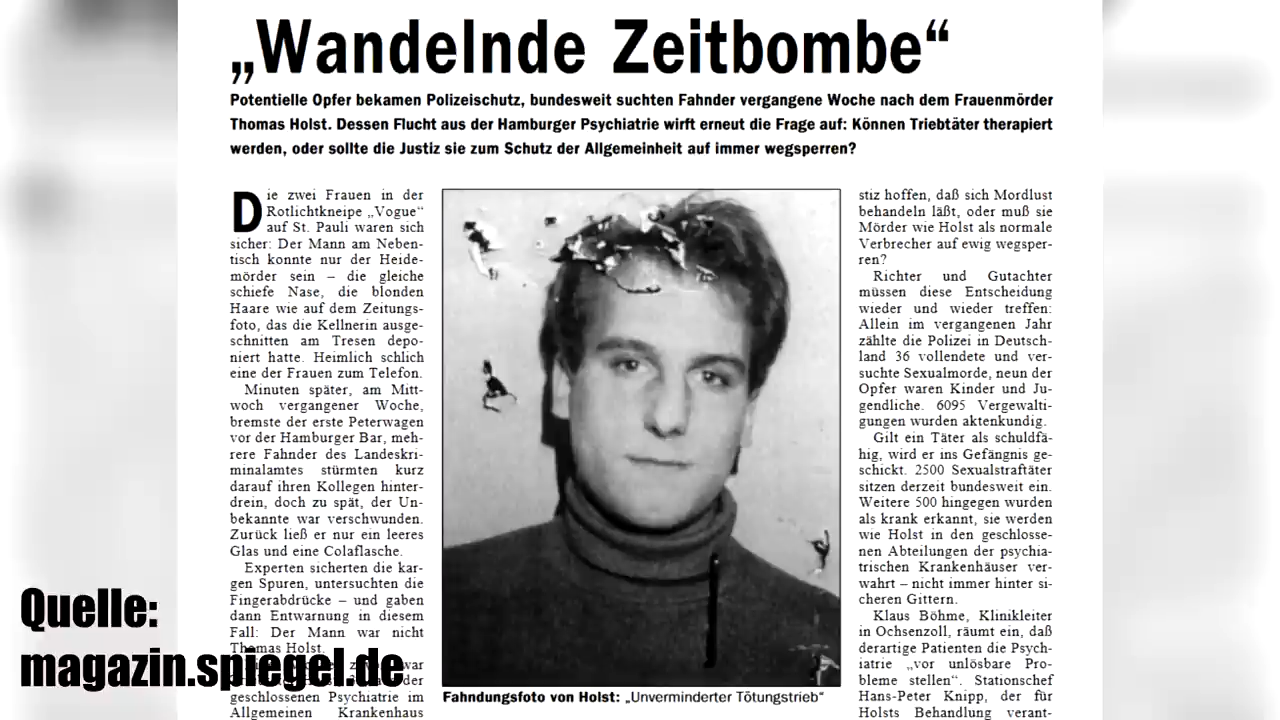 „Wandelnde Zeitbombe“
Potentielle Opfer bekamen Polizeischutz, bundesweit suchten Fahnder vergangene Woche nach dem Frauenmörder
Thomas Holst. Dessen Flucht aus der Hamburger Psychiatrie wirft erneut die Frage auf: Können Triebtäter therapiert
werden, oder sollte die Justiz sie zum Schutz der Allgemeinheit auf immer wegsperren?
Die zwei Frauen in der
Rotlichtkneipe „Vogue“
auf St. Pauli waren sich
sicher: Der Mann am Neben-
tisch konnte nur der Heide-
mörder sein – die gleiche
schiefe Nase, die blonden
Haare wie auf dem Zeitungs-
foto, das die Kellnerin ausge-
schnitten am Tresen depo-
niert hatte. Heimlich schlich
eine der Frauen zum Telefon.
Minuten später, am Mitt-
woch vergangener Woche,
bremste der erste Peterwagen
vor der Hamburger Bar, meh-
rere Fahnder des Landeskri-
minalamtes stürmten kurz
darauf ihren Kollegen hinter-
drein, doch zu spät, der Un-
bekannte war verschwunden.
Zurück ließ er nur ein leeres
Glas und eine Colaflasche.
Experten sicherten die kar-
gen Spuren, untersuchten die
Fingerabdrücke – und gaben
dann Entwarnung in diesem
Fall: Der Mann war nicht
Thomas Holst.
war
der
geschlossenen Psychiatrie im
Allgemeinen Krankenhaus
Fahndungsfoto von Holst: „Unverminderter Tötungstrieb“
stiz hoffen, daß sich Mordlust
behandeln läßt, oder muß sie
Mörder wie Holst als normale
Verbrecher auf ewig wegsper-
ren?
Richter und Gutachter
müssen diese Entscheidung
wieder und wieder treffen:
Allein im vergangenen Jahr
zählte die Polizei in Deutsch-
land 36 vollendete und ver-
suchte Sexualmorde, neun der
Opfer waren Kinder und Ju-
gendliche. 6095 Vergewalti-
gungen wurden aktenkundig.
Gilt ein Täter als schuldfä-
hig, wird er ins Gefängnis ge-
schickt. 2500 Sexualstraftäter
sitzen derzeit bundesweit ein.
Weitere 500 hingegen wurden
als krank erkannt, sie werden
wie Holst in den geschlosse-
nen Abteilungen der psychia-
trischen Krankenhäuser ver-
wahrt – nicht immer hinter si-
cheren Gittern.
Klaus Böhme, Klinikleiter
in Ochsenzoll, räumt ein, daß
derartige Patienten die Psych-
iatrie „vor unlösbare Pro-
bleme stellen“. Stationschef
Hans-Peter Knipp, der für
Holsts Behandlung verant-
Quelle:
magazin.spiegel.de